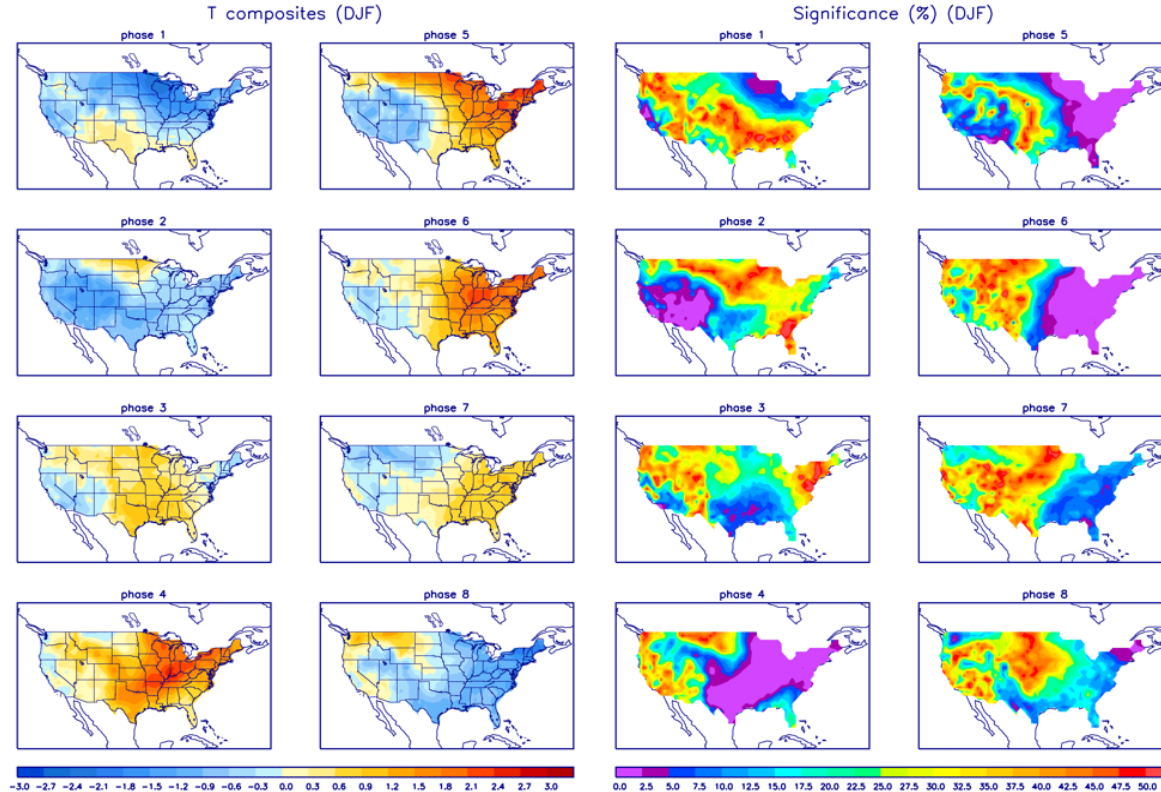 T composites (DJF)
Significance (%) (DJF)
phase 1
phase 5
phase 1
phase 5
phase 2
phase 6
phase 2
phase 6
phase 3
phase 7
phase 3
phase 7
phase 4
phase 8
phase 4
phase 8
-3.0 -2.7 -2.4 -2.1 -1.8 -1.6 -1.2 -0.9 -0.6 -0.3 0.0 0.3 0.6 0.9 1.2 1.5 1.8 2.1 2.4 2.7 3.0
0.0 2.5 5.0 7.5 10.0 12.5 15.0 17.5 20.0 22.5 25.0 27.5 30.0 32.5 35.0 37.5 40.0 42.5 45.0 47.5 50.0